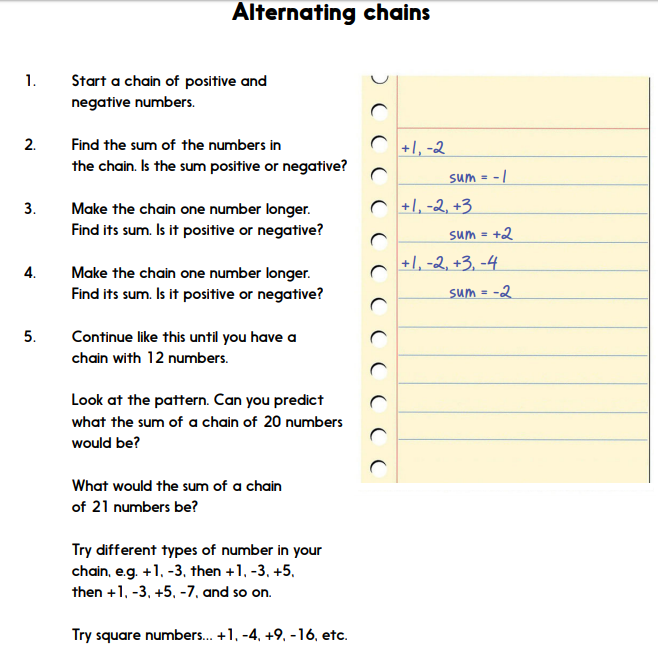 Alternating chains
1. Start a chain of positive and
negative numbers.
2. Find the sum of the numbers in
the chain. Is the sum positive or negative?
3. Make the chain one number longer.
Find its sum. Is it positive or negative?
4. Make the chain one number longer.
Find its sum. Is it positive or negative?
5. Continue like this until you have a
chain with 12 numbers.
Look at the pattern. Can you predict
what the sum of a chain of 20 numbers
would be?
What would the sum of a chain
of 21 numbers be?
Try different types of number in your
chain, e.g. +1, -3, then +1, -3, +5,
then +1, -3, +5, -7, and so on.
Try square numbers... +1, -4, +9, -16, etc.
+1, -2
sum = -1
+1, -2, +3
sum = +2
+1, -2, +3, -4
sum = -2